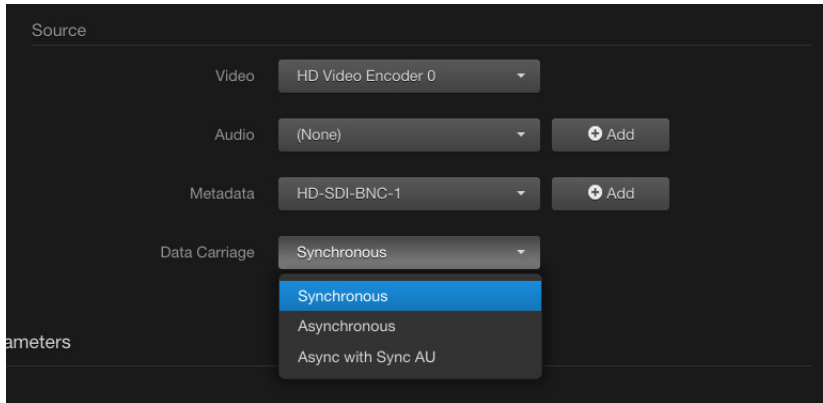 Source
Video HD Video Encoder 0
Audio (None) Add
Metadata HD-SDI-BNC-1 Add
Data Carriage Synchronous
Synchronous
Asynchronous
ameters
Async with Sync AU